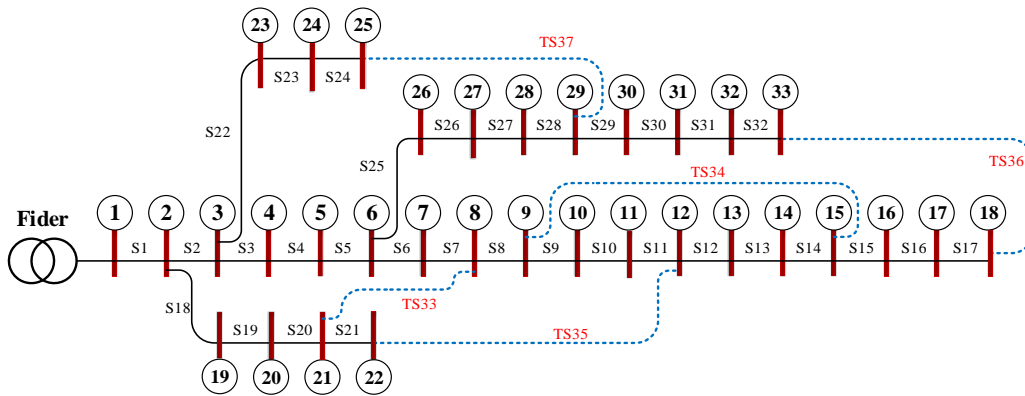 23 24 25
TS37
S23 S24
26 27 28 29 30 31 32 33
S22
S26 S27 S28 S29 S30 S31 S32
S25
TS36
TS34
Fider
1 2 3 4 5 6 7 8 9 10 11 12 13 14 15 16 17 18
S1 S2 S3 S4 S5 S6 S7 S8 S9 S10 S11 S12 S13 S14 S15 S16 S17
S18
TS33
S19 S20 S21
TS35
19 20 21 22